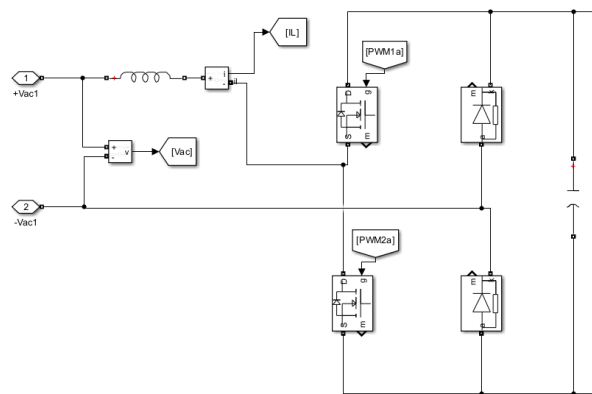 [IL]
[PWM1a]
1
+Vac1
+
i
-
D
g
S
m
m
k
a
+
-
v
[Vac]
2
-Vac1
[PWM2a]
D
g
S
m
m
k
a